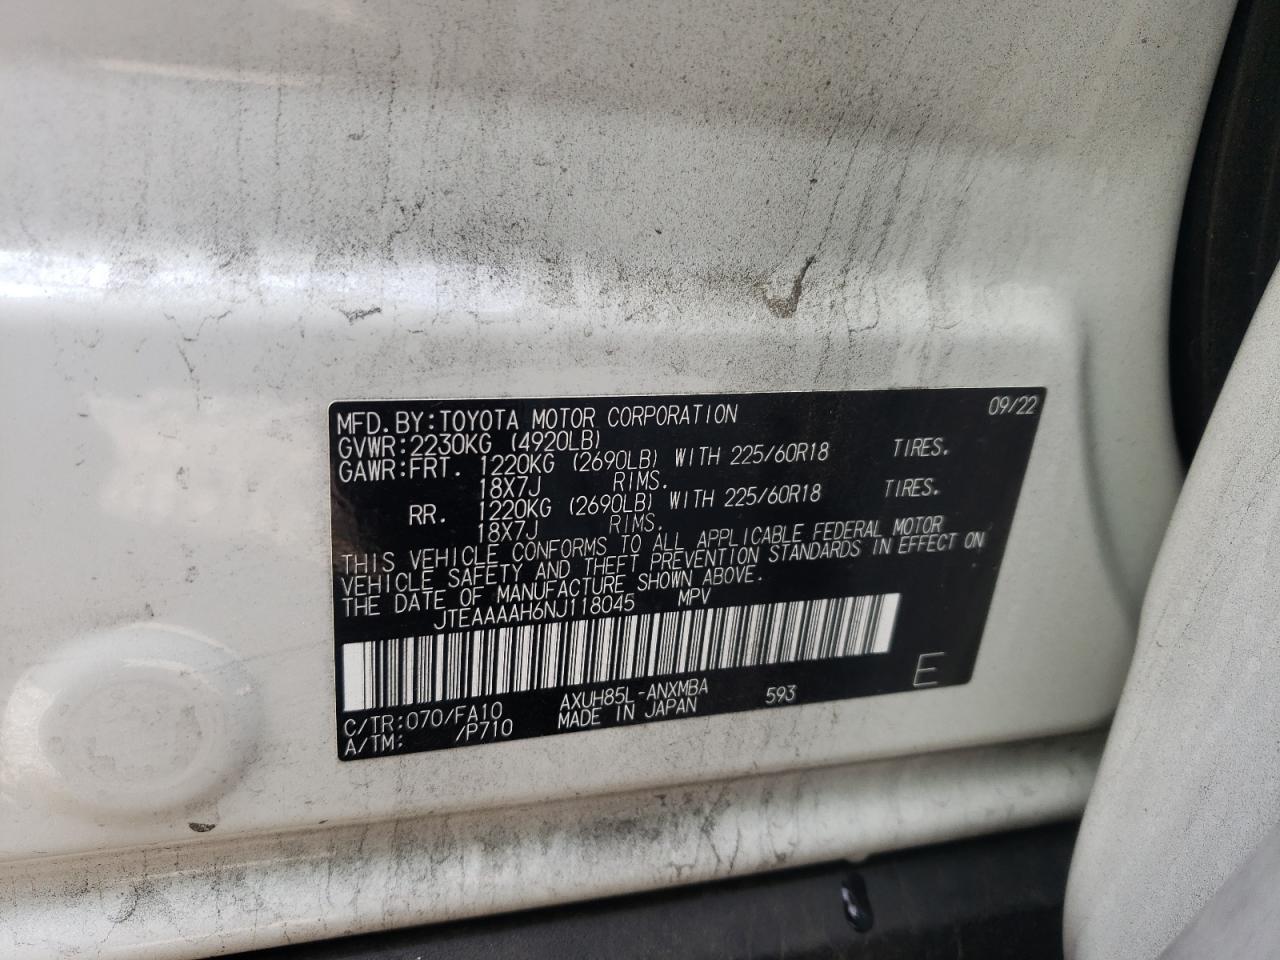 MFD.BY:TOYOTA MOTOR CORPORATION 09/22
GVWR:2230KG (4920LB)
GAWR:FRT. 1220KG (2690LB) WITH 225/60R18 TIRES.
18X7J RIMS.
RR. 1220KG (2690LB) WITH 225/60R18 TIRES.
18X7J RIMS.
THIS VEHICLE CONFORMS TO ALL APPLICABLE FEDERAL MOTOR
VEHICLE SAFETY AND THEFT PREVENTION STANDARDS IN EFFECT ON
THE DATE OF MANUFACTURE SHOWN ABOVE.
JTEAAAAH6NJ118045 MPV
C/TR:070/FA10 AXUH85L-ANXMBA 593 E
A/TM: /P710 MADE IN JAPAN